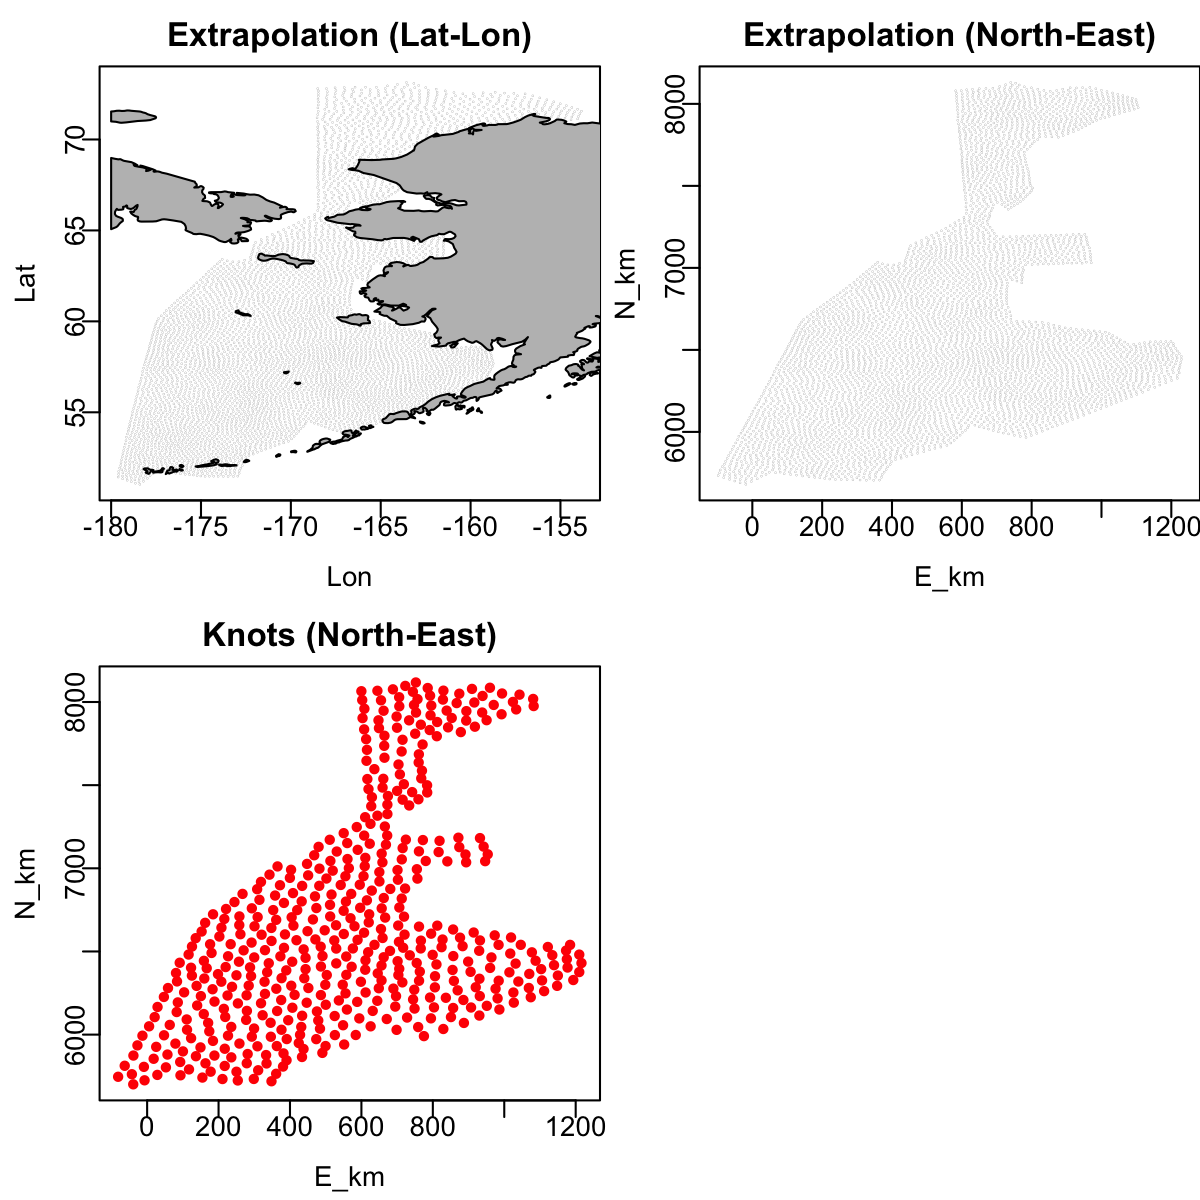 Extrapolation (Lat-Lon)
Lat
70
65
60
55
-180 -175 -170 -165 -160 -155
Lon
Extrapolation (North-East)
N_km
8000
7000
6000
0 200 400 600 800 1200
E_km
Knots (North-East)
N_km
8000
7000
6000
0 200 400 600 800 1200
E_km